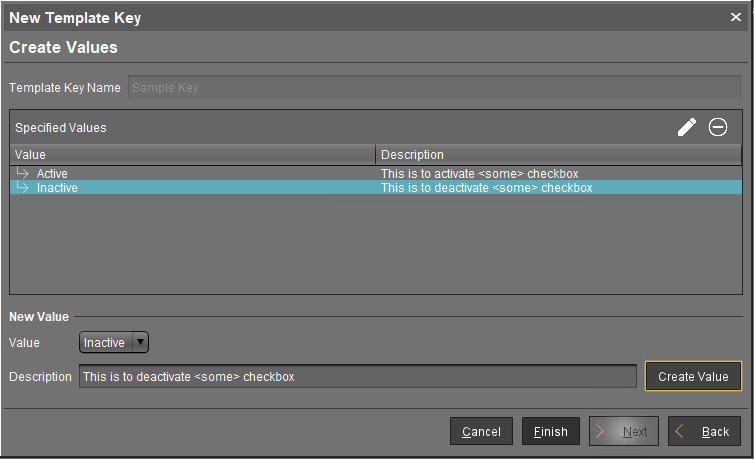 New Template Key
Create Values
Template Key Name Sample Key
Specified Values
Value Description
Active This is to activate <some> checkbox
Inactive This is to deactivate <some> checkbox
New Value
Value Inactive
Description This is to deactivate <some> checkbox Create Value
Cancel Finish Next Back